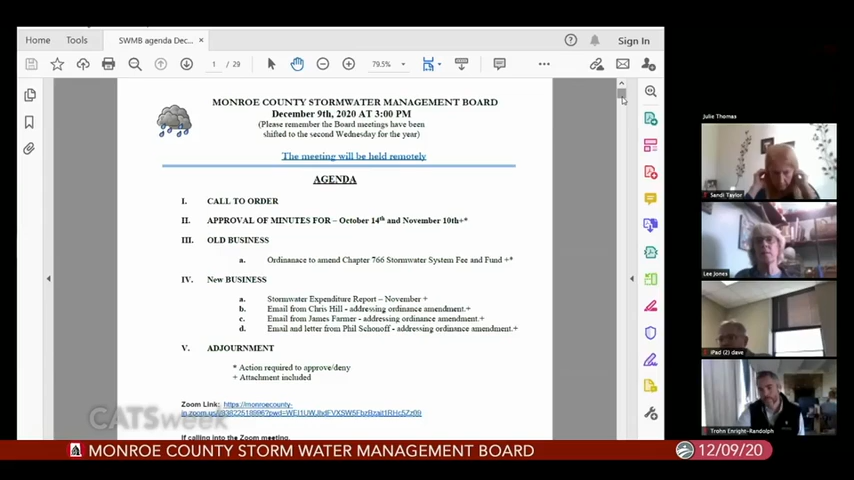 Home
Tools
SWMB agenda Dec... ×
Sign In
1 / 29
79.5%
MONROE COUNTY STORMWATER MANAGEMENT BOARD
December 9th, 2020 AT 3:00 PM
(Please remember the Board meetings have been
shifted to the second Wednesday for the year)
The meeting will be held remotely
AGENDA
I. CALL TO ORDER
II. APPROVAL OF MINUTES FOR – October 14th and November 10th+*
III. OLD BUSINESS
a. Ordinanace to amend Chapter 766 Stormwater System Fee and Fund +*
IV. New BUSINESS
a. Stormwater Expenditure Report – November +
b. Email from Chris Hill - addressing ordinance amendment.+
c. Email from James Farmer - addressing ordinance amendment.+
d. Email and letter from Phil Schonoff - addressing ordinance amendment.+
V. ADJOURNMENT
* Action required to approve/deny
+ Attachment included
Zoom Link: https://monroecounty-
If calling into the Zoom meeting,
Julie Thomas
Sandi Taylor
Lee Jones
iPad (2) dave
Trohn Enright-Randolph
CATSweek
MONROE COUNTY STORM WATER MANAGEMENT BOARD
12/09/20